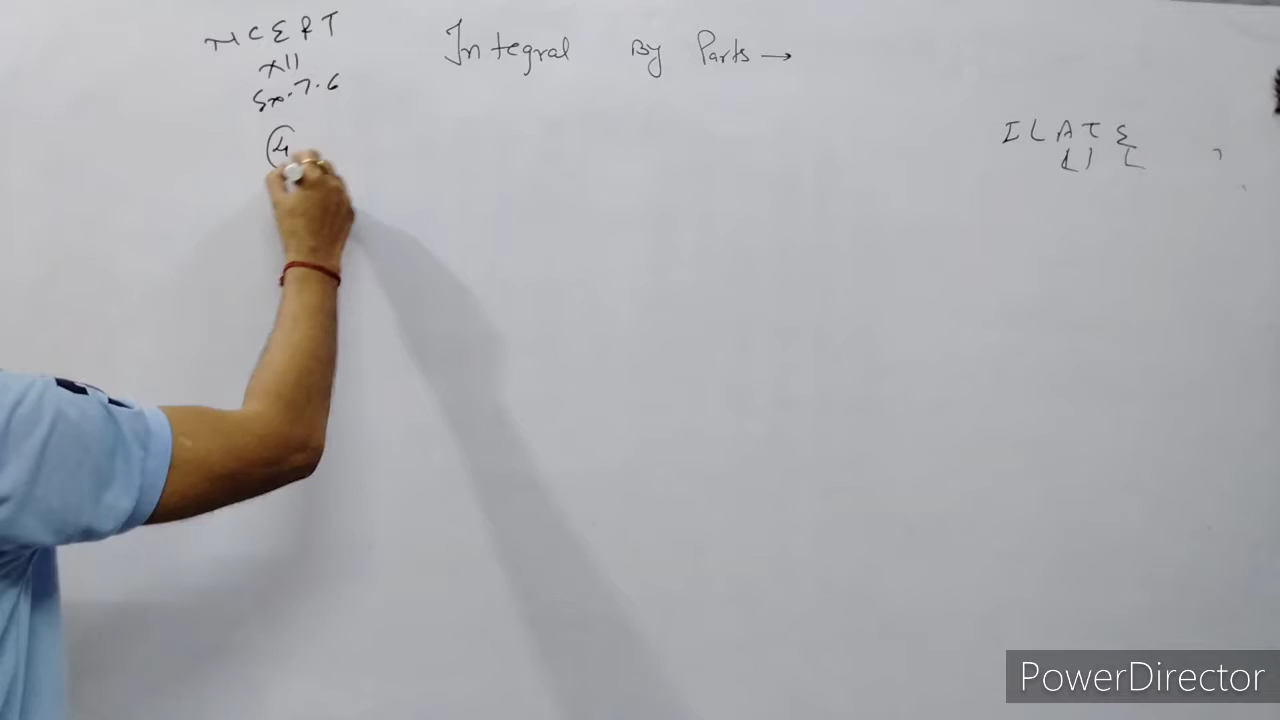 NCERT
XII
Ex. 7.6
Integral By Parts →
ILATE
(4
PowerDirector